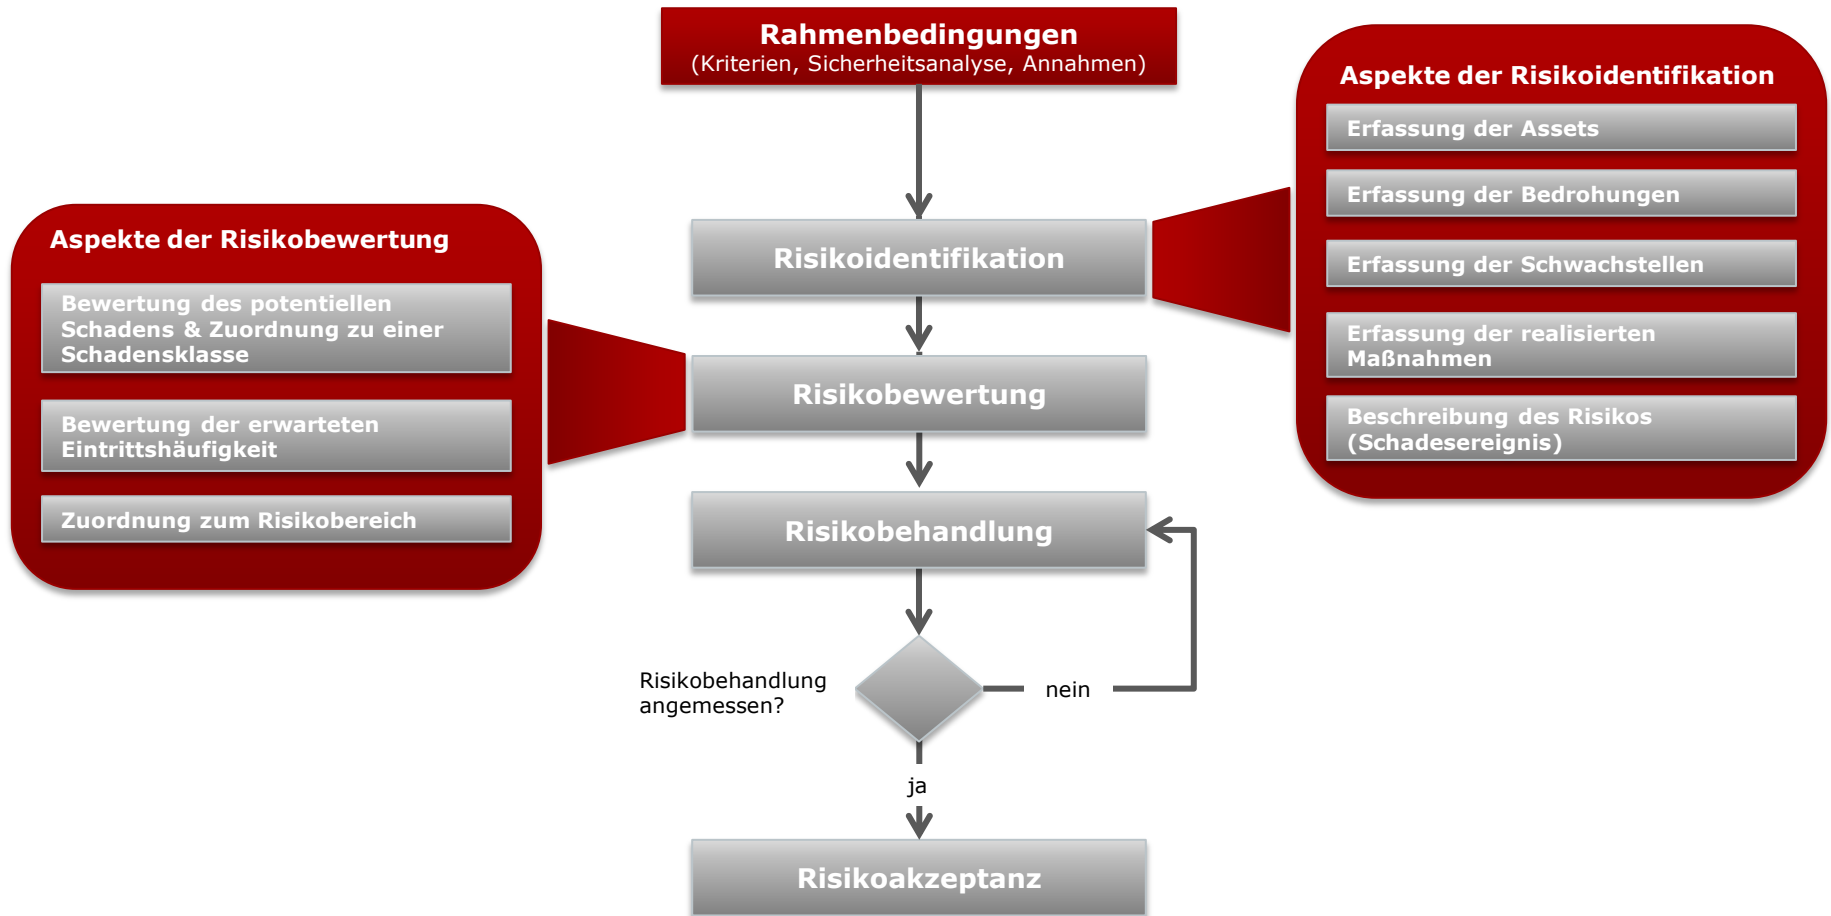 Rahmenbedingungen
(Kriterien, Sicherheitsanalyse, Annahmen)
Aspekte der Risikoidentifikation
Erfassung der Assets
Erfassung der Bedrohungen
Erfassung der Schwachstellen
Erfassung der realisierten
Maßnahmen
Beschreibung des Risikos
(Schadesereignis)
Risikoidentifikation
Aspekte der Risikobewertung
Bewertung des potentiellen
Schadens & Zuordnung zu einer
Schadensklasse
Bewertung der erwarteten
Eintrittshäufigkeit
Zuordnung zum Risikobereich
Risikobewertung
Risikobehandlung
Risikobehandlung
angemessen?
nein
ja
Risikoakzeptanz